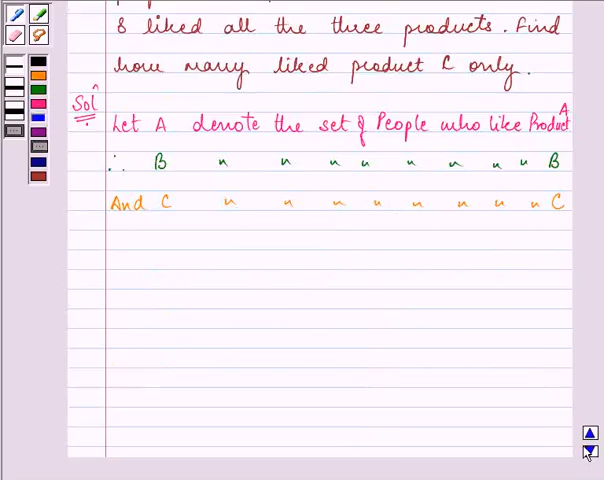 8 liked all the three products. Find
how many liked product C only.
Solⁿ
Let A denote the set of People who like Product A
∴ B " " " " " " " " B
And C " " " " " " " " C